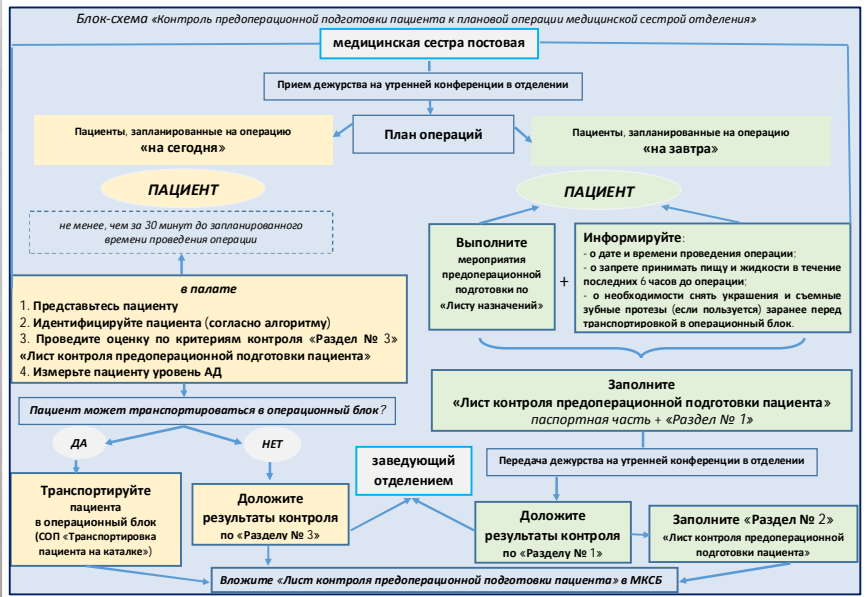 Блок-схема «Контроль предоперационной подготовки пациента к плановой операции медицинской сестрой отделения»
медицинская сестра постовая
Прием дежурства на утренней конференции в отделении
План операций
Пациенты, запланированные на операцию
«на сегодня»
Пациенты, запланированные на операцию
«на завтра»
ПАЦИЕНТ
не менее, чем за 30 минут до запланированного
времени проведения операции
в палате
1. Представьтесь пациенту
2. Идентифицируйте пациента (согласно алгоритму)
3. Проведите оценку по критериям контроля «Раздел № 3»
«Лист контроля предоперационной подготовки пациента»
4. Измерьте пациенту уровень АД
Пациент может транспортироваться в операционный блок?
ДА
НЕТ
Транспортируйте
пациента
в операционный блок
(СОП «Транспортировка
пациента на каталке»)
Доложите
результаты контроля
по «Разделу № 3»
заведующий
отделением
ПАЦИЕНТ
Выполните
мероприятия
предоперационной
подготовки по
«Листу назначений»
+
Информируйте:
- о дате и времени проведения операции;
- о запрете принимать пищу и жидкости в течение
последних 6 часов до операции;
- о необходимости снять украшения и съемные
зубные протезы (если пользуется) заранее перед
транспортировкой в операционный блок.
Заполните
«Лист контроля предоперационной подготовки пациента»
паспортная часть + «Раздел № 1»
Передача дежурства на утренней конференции в отделении
Доложите
результаты контроля
по «Разделу № 1»
Заполните «Раздел № 2»
«Лист контроля предоперационной
подготовки пациента»
Вложите «Лист контроля предоперационной подготовки пациента» в МКСБ